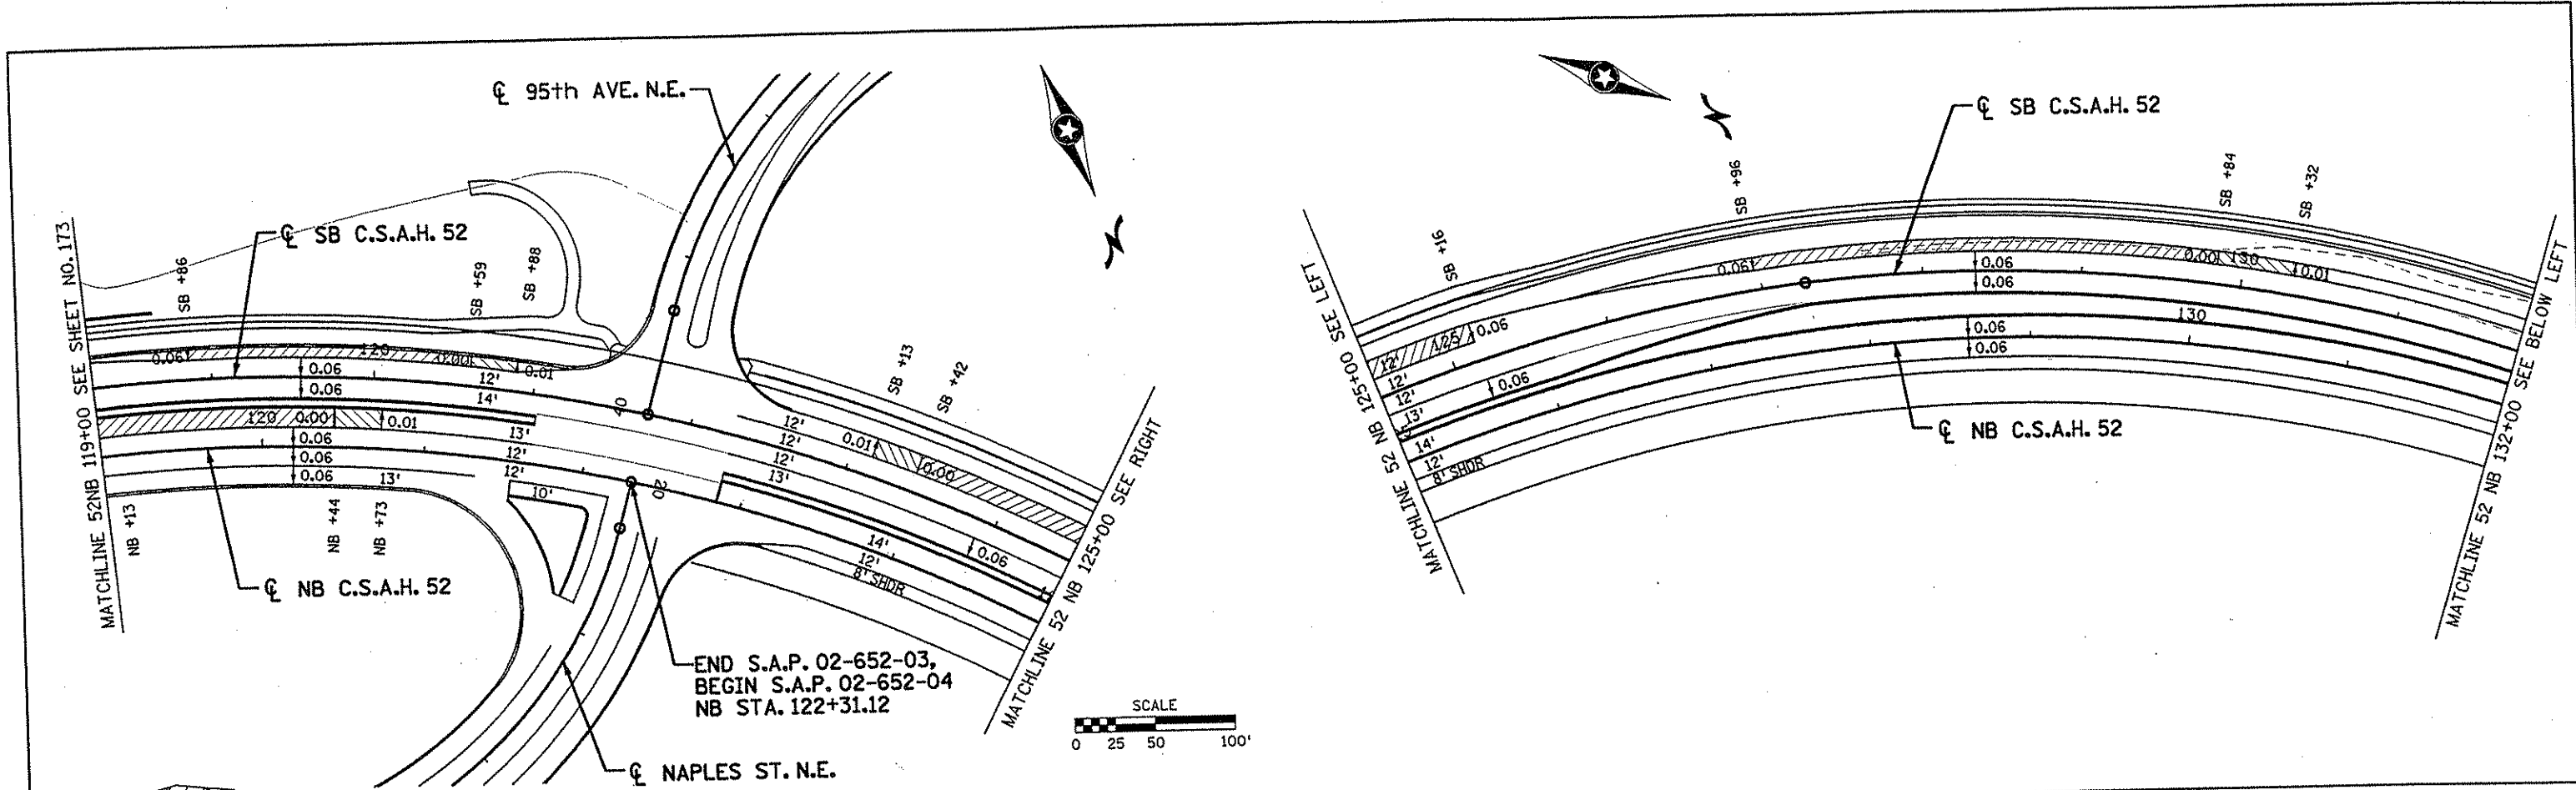 ℄ 95th AVE. N.E.
℄ SB C.S.A.H. 52
SB +86
SB +59
SB +88
MATCHLINE 52NB 119+00 SEE SHEET NO. 173
0.06
120
0.00
0.01
0.06
0.06
12'
14'
120
0.00
0.01
13'
0.06
0.06
0.06
12'
12'
13'
10'
40
20
NB +13
NB +44
NB +73
℄ NB C.S.A.H. 52
SB +13
SB +42
12'
12'
12'
13'
0.01
0.00
0.06
14'
12'
8' SHDR
MATCHLINE 52 NB 125+00 SEE RIGHT
END S.A.P. 02-652-03,
BEGIN S.A.P. 02-652-04
NB STA. 122+31.12
℄ NAPLES ST. N.E.
SCALE
0 25 50 100'
℄ SB C.S.A.H. 52
SB +16
SB +96
SB +84
SB +32
MATCHLINE 52 NB 125+00 SEE LEFT
12'
125
0.06
12'
12'
13'
14'
12'
8' SHDR
0.06
0.06
0.00
130
0.01
0.06
0.06
130
0.06
0.06
℄ NB C.S.A.H. 52
MATCHLINE 52 NB 132+00 SEE BELOW LEFT